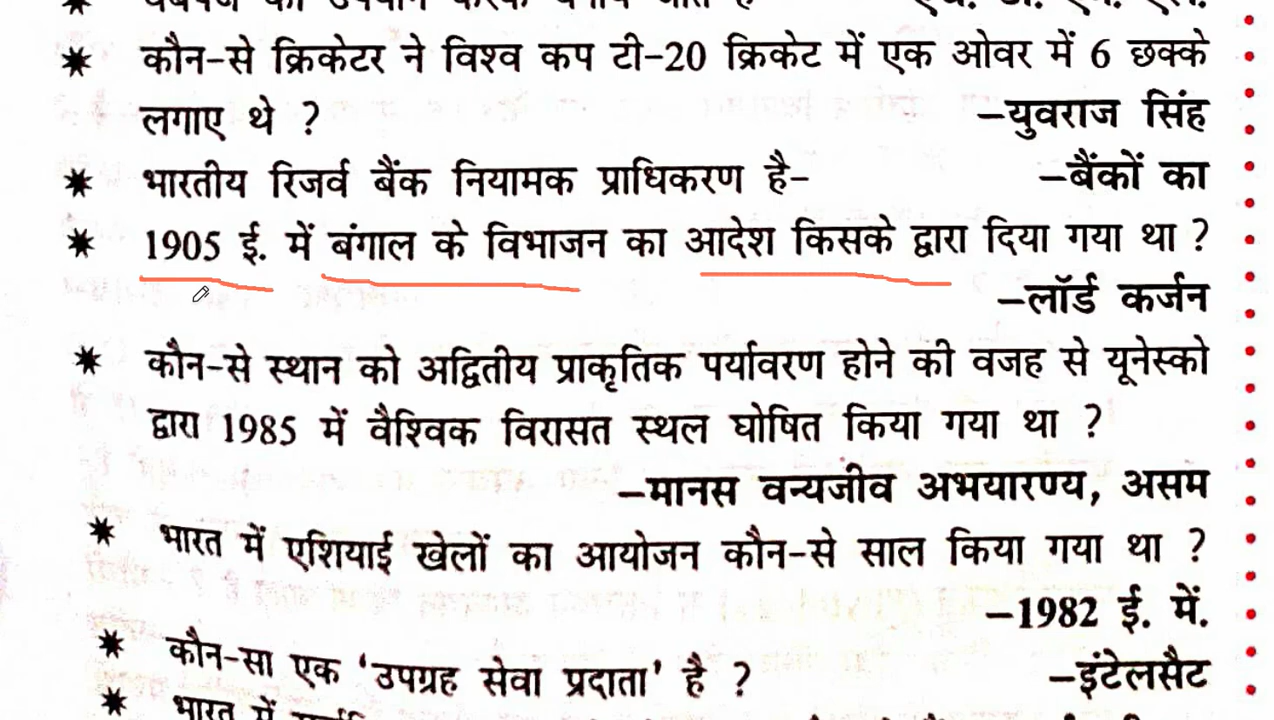 * कौन-से क्रिकेटर ने विश्व कप टी-20 क्रिकेट में एक ओवर में 6 छक्के
लगाए थे ? –युवराज सिंह
* भारतीय रिजर्व बैंक नियामक प्राधिकरण है– –बैंकों का
* 1905 ई. में बंगाल के विभाजन का आदेश किसके द्वारा दिया गया था ?
–लॉर्ड कर्जन
* कौन-से स्थान को अद्वितीय प्राकृतिक पर्यावरण होने की वजह से यूनेस्को
द्वारा 1985 में वैश्विक विरासत स्थल घोषित किया गया था ?
–मानस वन्यजीव अभयारण्य, असम
* भारत में एशियाई खेलों का आयोजन कौन-से साल किया गया था ?
–1982 ई. में.
* कौन-सा एक ‘उपग्रह सेवा प्रदाता’ है ? –इंटेलसैट
* भारत में